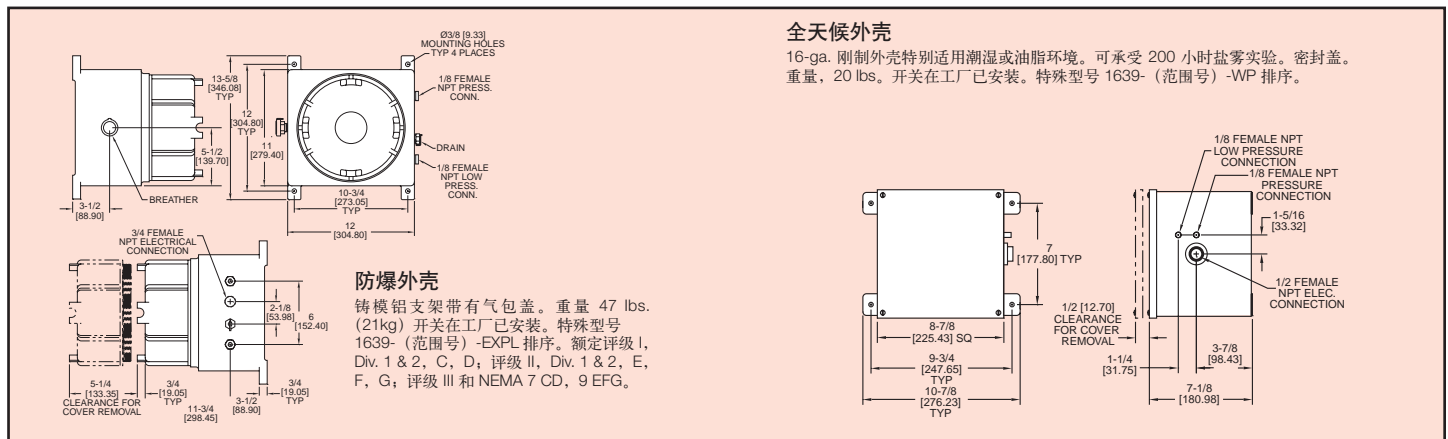 Ø3/8 [9.33]
MOUNTING HOLES
TYP 4 PLACES
13-5/8
[346.08]
TYP
1/8 FEMALE
NPT PRESS.
CONN.
12
[304.80]
TYP
11
[279.40]
5-1/2
[139.70]
DRAIN
1/8 FEMALE
NPT LOW
PRESS.
CONN.
BREATHER
3-1/2
[88.90]
10-3/4
[273.05]
TYP
12
[304.80]
3/4 FEMALE
NPT ELECTRICAL
CONNECTION
2-1/8
[53.98]
6
[152.40]
5-1/4
[133.35]
CLEARANCE FOR
COVER REMOVAL
3/4
[19.05]
TYP
11-3/4
[298.45]
3-1/2
[88.90]
3/4
[19.05]
TYP
防爆外壳
铸模铝支架带有气包盖。重量 47 lbs.
(21kg) 开关在工厂已安装。特殊型号
1639-（范围号）-EXPL 排序。额定评级 I，
Div. 1 & 2，C，D；评级 II，Div. 1 & 2，E，
F，G；评级 III 和 NEMA 7 CD，9 EFG。
全天候外壳
16-ga. 刚制外壳特别适用潮湿或油脂环境。可承受 200 小时盐雾实验。密封盖。
重量，20 lbs。开关在工厂已安装。特殊型号 1639-（范围号）-WP 排序。
7
[177.80] TYP
8-7/8
[225.43] SQ
9-3/4
[247.65]
TYP
10-7/8
[276.23]
TYP
1/8 FEMALE NPT
LOW PRESSURE
CONNECTION
1/8 FEMALE NPT
PRESSURE
CONNECTION
1-5/16
[33.32]
1/2 FEMALE
NPT ELEC.
CONNECTION
1/2 [12.70]
CLEARANCE
FOR COVER
REMOVAL
1-1/4
[31.75]
3-7/8
[98.43]
7-1/8
[180.98]